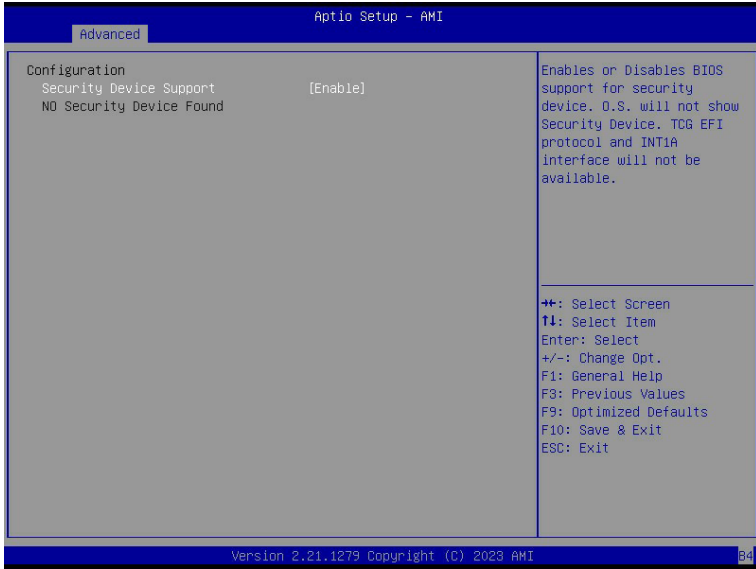 Aptio Setup – AMI
Advanced
Configuration
Security Device Support [Enable]
NO Security Device Found
Enables or Disables BIOS
support for security
device. O.S. will not show
Security Device. TCG EFI
protocol and INT1A
interface will not be
available.
→←: Select Screen
↑↓: Select Item
Enter: Select
+/-: Change Opt.
F1: General Help
F3: Previous Values
F9: Optimized Defaults
F10: Save & Exit
ESC: Exit
Version 2.21.1279 Copyright (C) 2023 AMI
B4